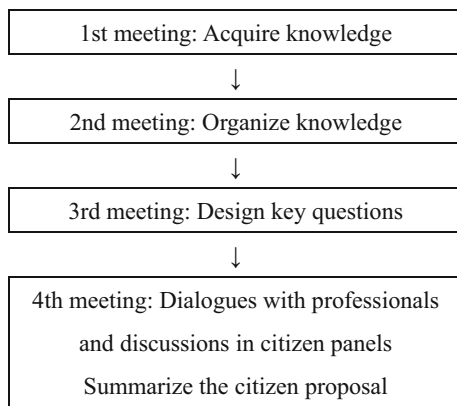 1st meeting: Acquire knowledge
↓
2nd meeting: Organize knowledge
↓
3rd meeting: Design key questions
↓
4th meeting: Dialogues with professionals
and discussions in citizen panels
Summarize the citizen proposal